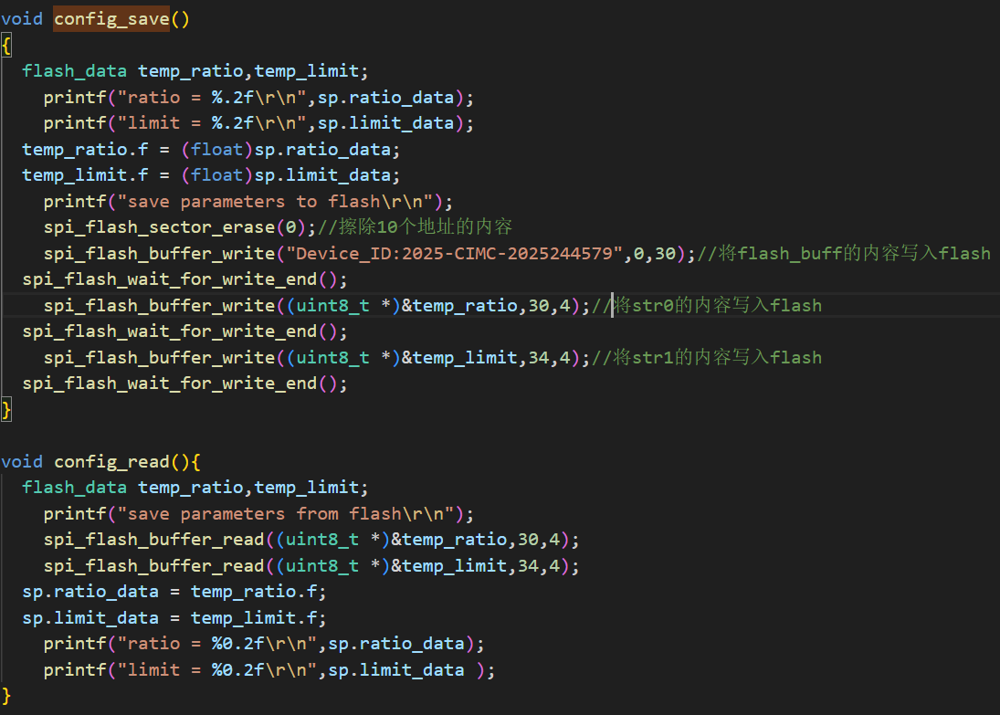 void config_save()
{
  flash_data temp_ratio,temp_limit;
    printf("ratio = %.2f\r\n",sp.ratio_data);
    printf("limit = %.2f\r\n",sp.limit_data);
  temp_ratio.f = (float)sp.ratio_data;
  temp_limit.f = (float)sp.limit_data;
    printf("save parameters to flash\r\n");
    spi_flash_sector_erase(0);//擦除10个地址的内容
    spi_flash_buffer_write("Device_ID:2025-CIMC-2025244579",0,30);//将flash_buff的内容写入flash
  spi_flash_wait_for_write_end();
    spi_flash_buffer_write((uint8_t *)&temp_ratio,30,4);//将str0的内容写入flash
  spi_flash_wait_for_write_end();
    spi_flash_buffer_write((uint8_t *)&temp_limit,34,4);//将str1的内容写入flash
  spi_flash_wait_for_write_end();
}

void config_read(){
  flash_data temp_ratio,temp_limit;
    printf("save parameters from flash\r\n");
    spi_flash_buffer_read((uint8_t *)&temp_ratio,30,4);
    spi_flash_buffer_read((uint8_t *)&temp_limit,34,4);
  sp.ratio_data = temp_ratio.f;
  sp.limit_data = temp_limit.f;
    printf("ratio = %0.2f\r\n",sp.ratio_data);
    printf("limit = %0.2f\r\n",sp.limit_data );
}